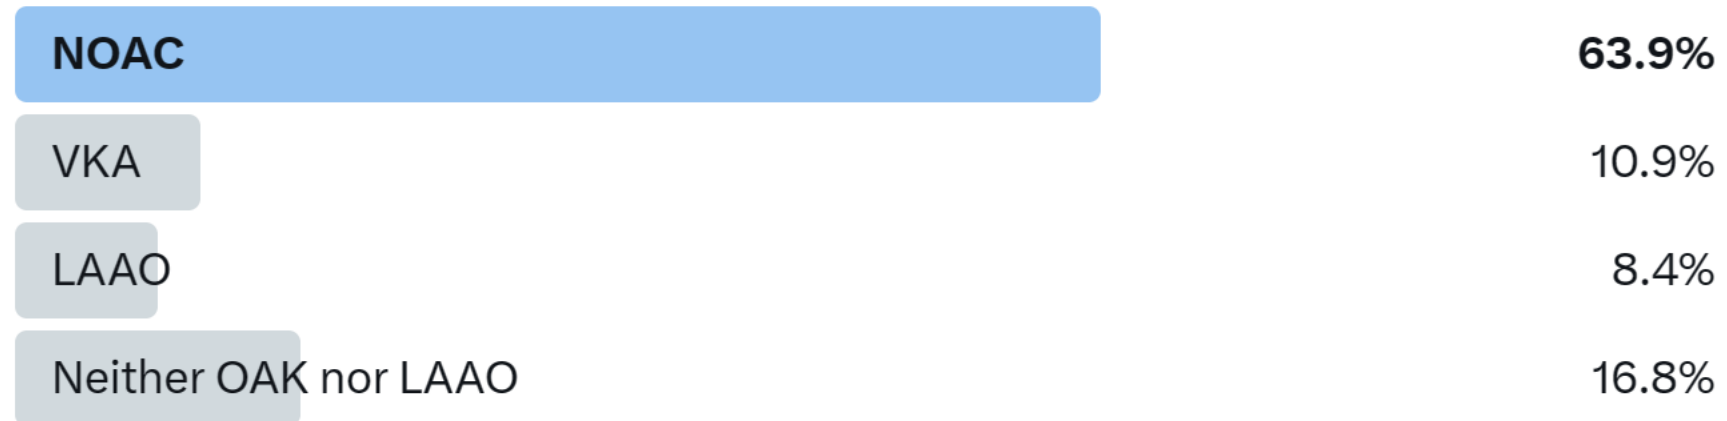 NOAC 63.9%
VKA 10.9%
LAAO 8.4%
Neither OAK nor LAAO 16.8%